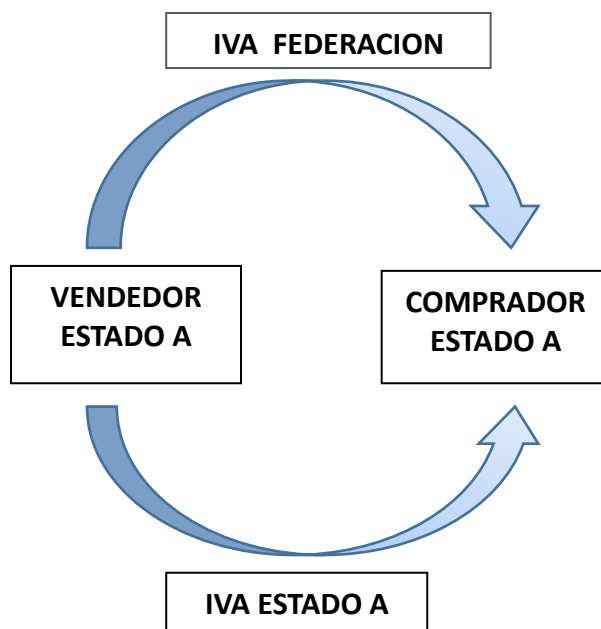 IVA  FEDERACION
VENDEDOR
ESTADO A
COMPRADOR
ESTADO A
IVA ESTADO A